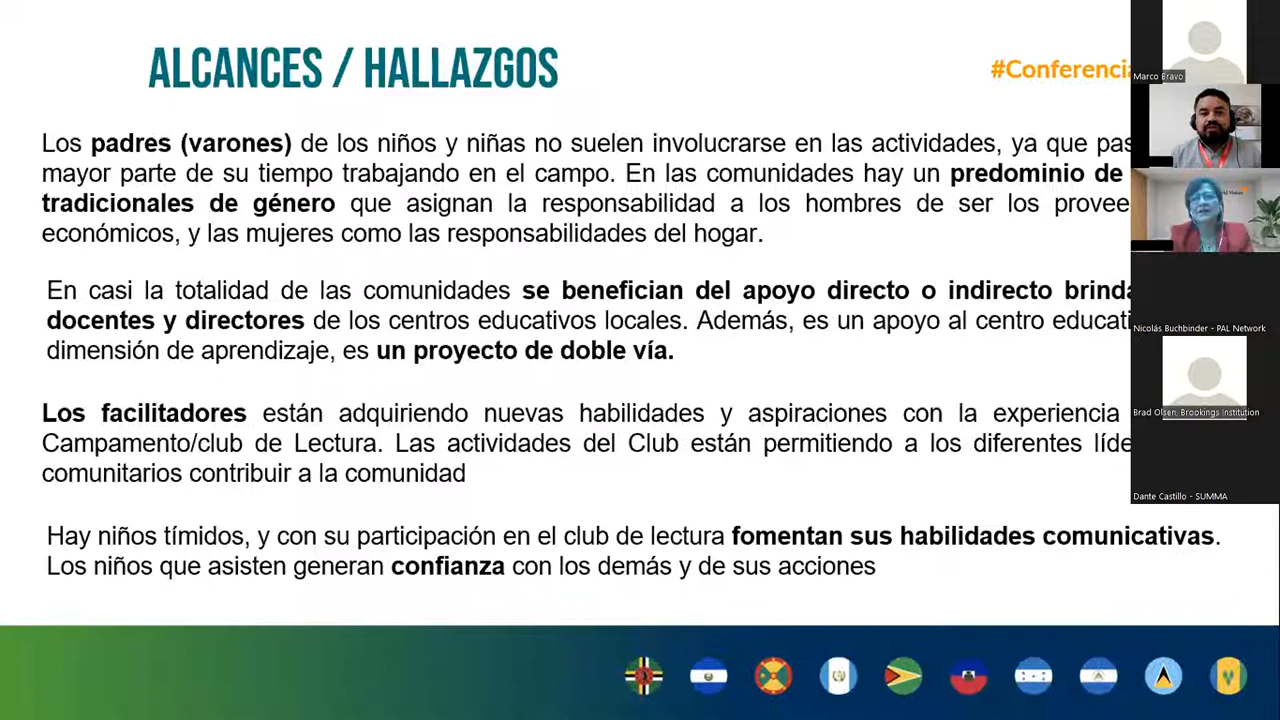 ALCANCES / HALLAZGOS
#Conferencia
Los padres (varones) de los niños y niñas no suelen involucrarse en las actividades, ya que
mayor parte de su tiempo trabajando en el campo. En las comunidades hay un predominio de
tradicionales de género que asignan la responsabilidad a los hombres de ser los
económicos, y las mujeres como las responsabilidades del hogar.
En casi la totalidad de las comunidades se benefician del apoyo directo o indirecto
docentes y directores de los centros educativos locales. Además, es un apoyo al centro
dimensión de aprendizaje, es un proyecto de doble vía.
Los facilitadores están adquiriendo nuevas habilidades y aspiraciones con la experiencia
Campamento/club de Lectura. Las actividades del Club están permitiendo a los diferentes
comunitarios contribuir a la comunidad
Hay niños tímidos, y con su participación en el club de lectura fomentan sus habilidades comunicativas.
Los niños que asisten generan confianza con los demás y de sus acciones
Marco Bravo
Nicolás Buchbinder - PAL Network
Brad Olsen, Brookings Institution
Dante Castillo - SUMMA